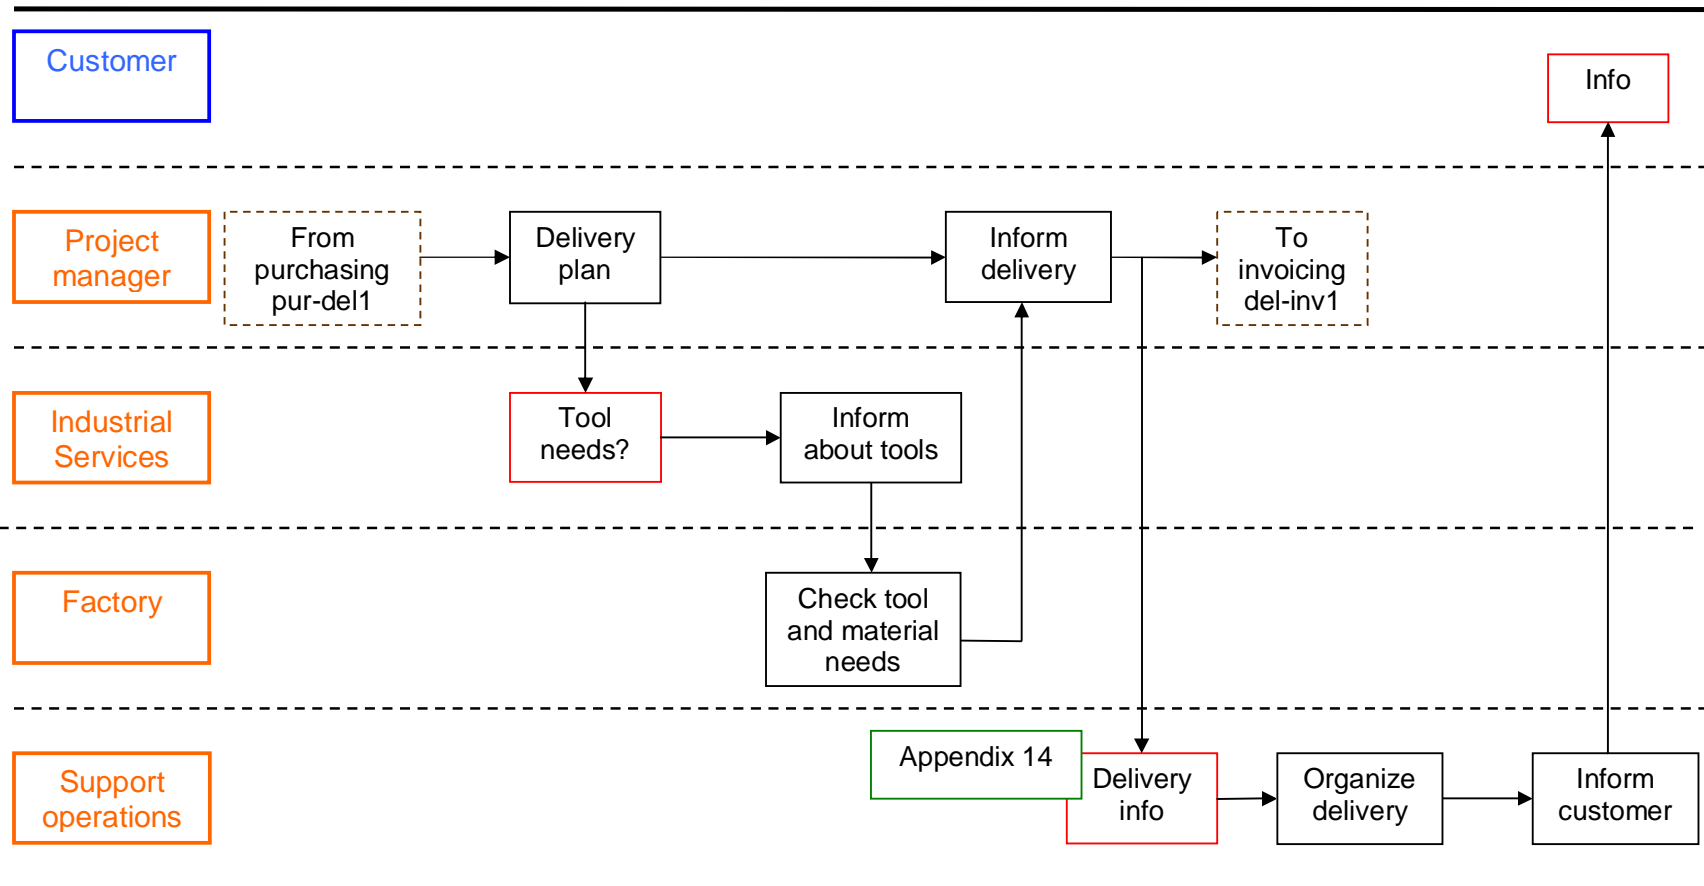 Customer
Info
Project
manager
From
purchasing
pur-del1
Delivery
plan
Inform
delivery
To
invoicing
del-inv1
Industrial
Services
Tool
needs?
Inform
about tools
Factory
Check tool
and material
needs
Support
operations
Appendix 14
Delivery
info
Organize
delivery
Inform
customer